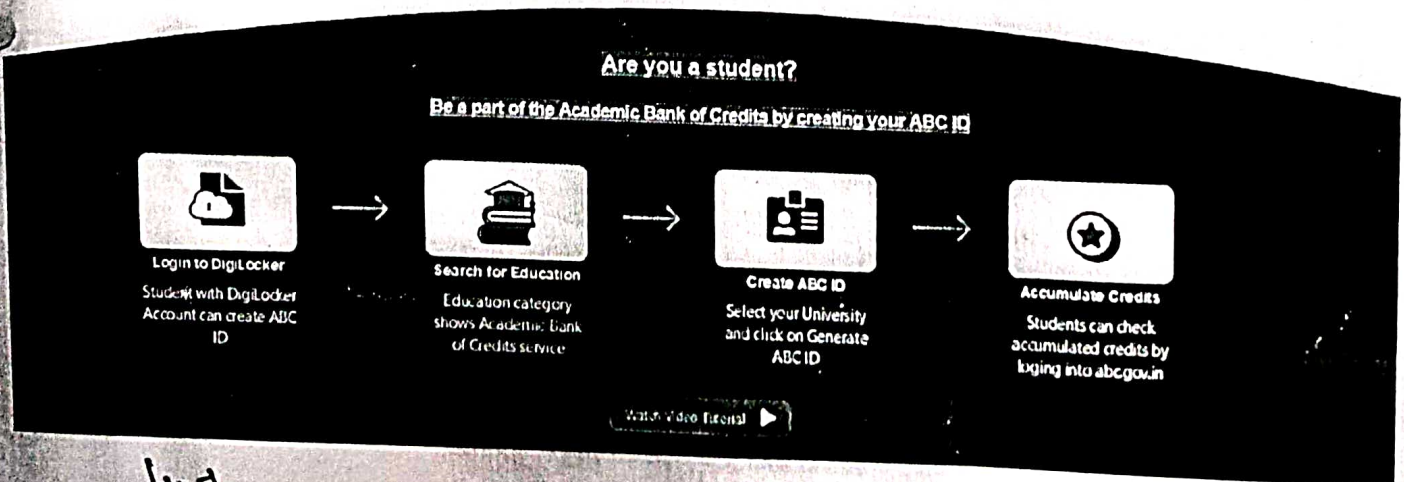 Are you a student?
Be a part of the Academic Bank of Credits by creating your ABC ID
Login to DigiLocker
Student with DigiLocker
Account can create ABC
ID
Search for Education
Education category
shows Academic Bank
of Credits service
Create ABC ID
Select your University
and click on Generate
ABC ID
Accumulate Credits
Students can check
accumulated credits by
loging into abc.gov.in
Watch Video Tutorial